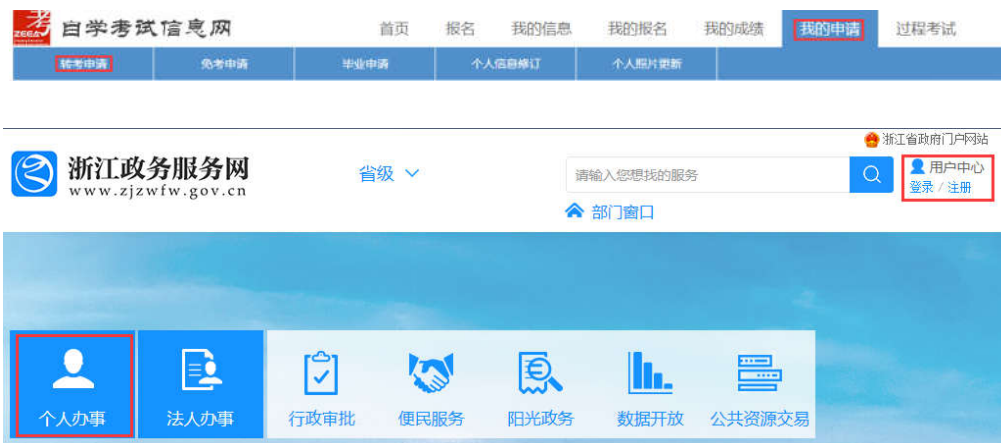 考 ZEEA 自学考试信息网 首页 报名 我的信息 我的报名 我的成绩 我的申请 过程考试
转考申请 免考申请 毕业申请 个人信息修订 个人照片更新
浙江省政府门户网站
浙江政务服务网 省级 请输入您想找的服务 用户中心
www.zjzwfw.gov.cn 登录 / 注册
部门窗口
个人办事 法人办事 行政审批 便民服务 阳光政务 数据开放 公共资源交易